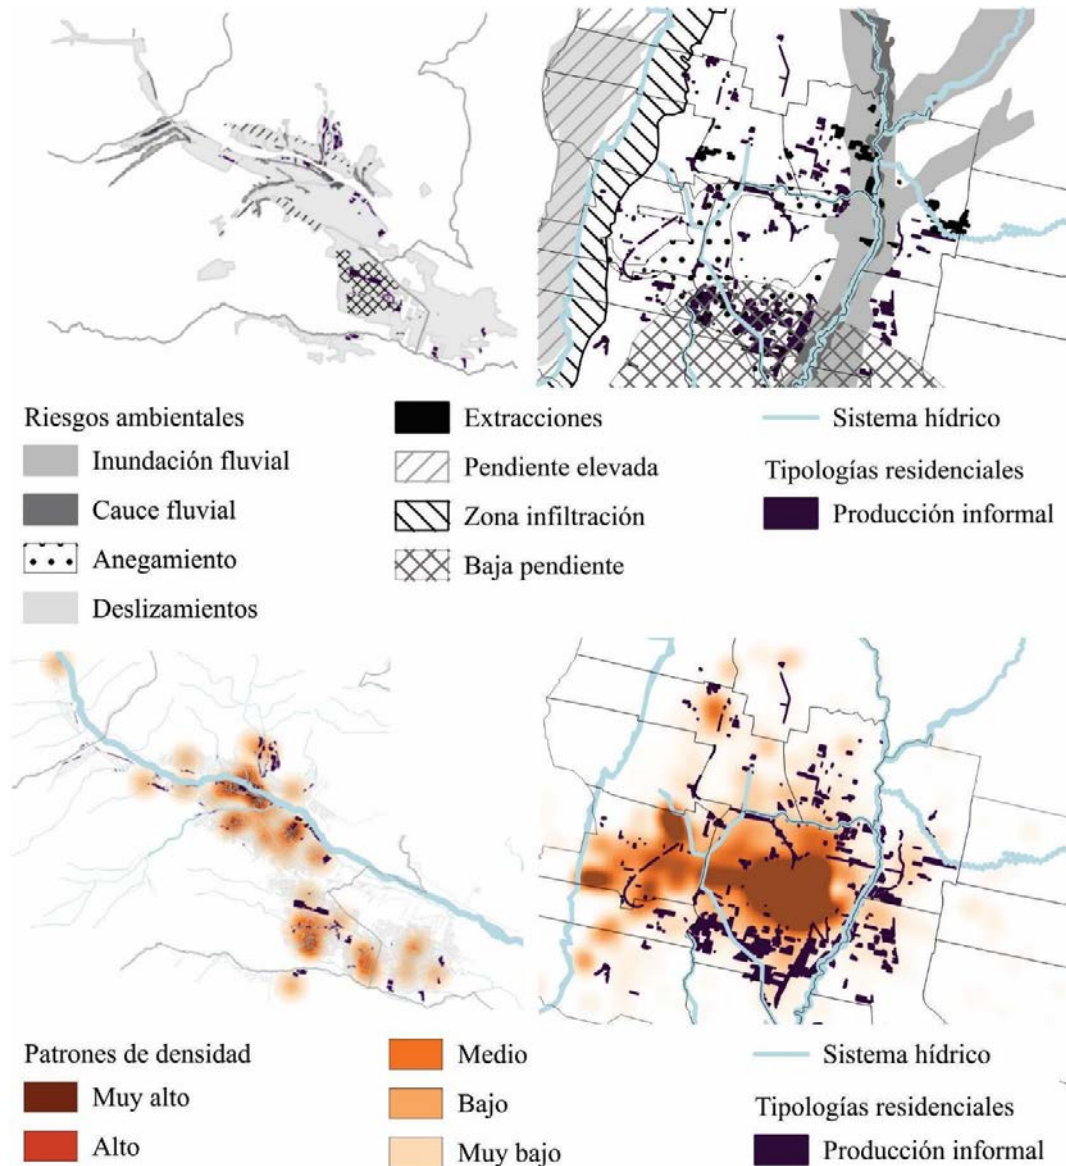 Riesgos ambientales
Inundación fluvial
Cauce fluvial
Anegamiento
Deslizamientos
Extracciones
Pendiente elevada
Zona infiltración
Baja pendiente
Sistema hídrico
Tipologías residenciales
Producción informal
Patrones de densidad
Muy alto
Alto
Medio
Bajo
Muy bajo
Sistema hídrico
Tipologías residenciales
Producción informal